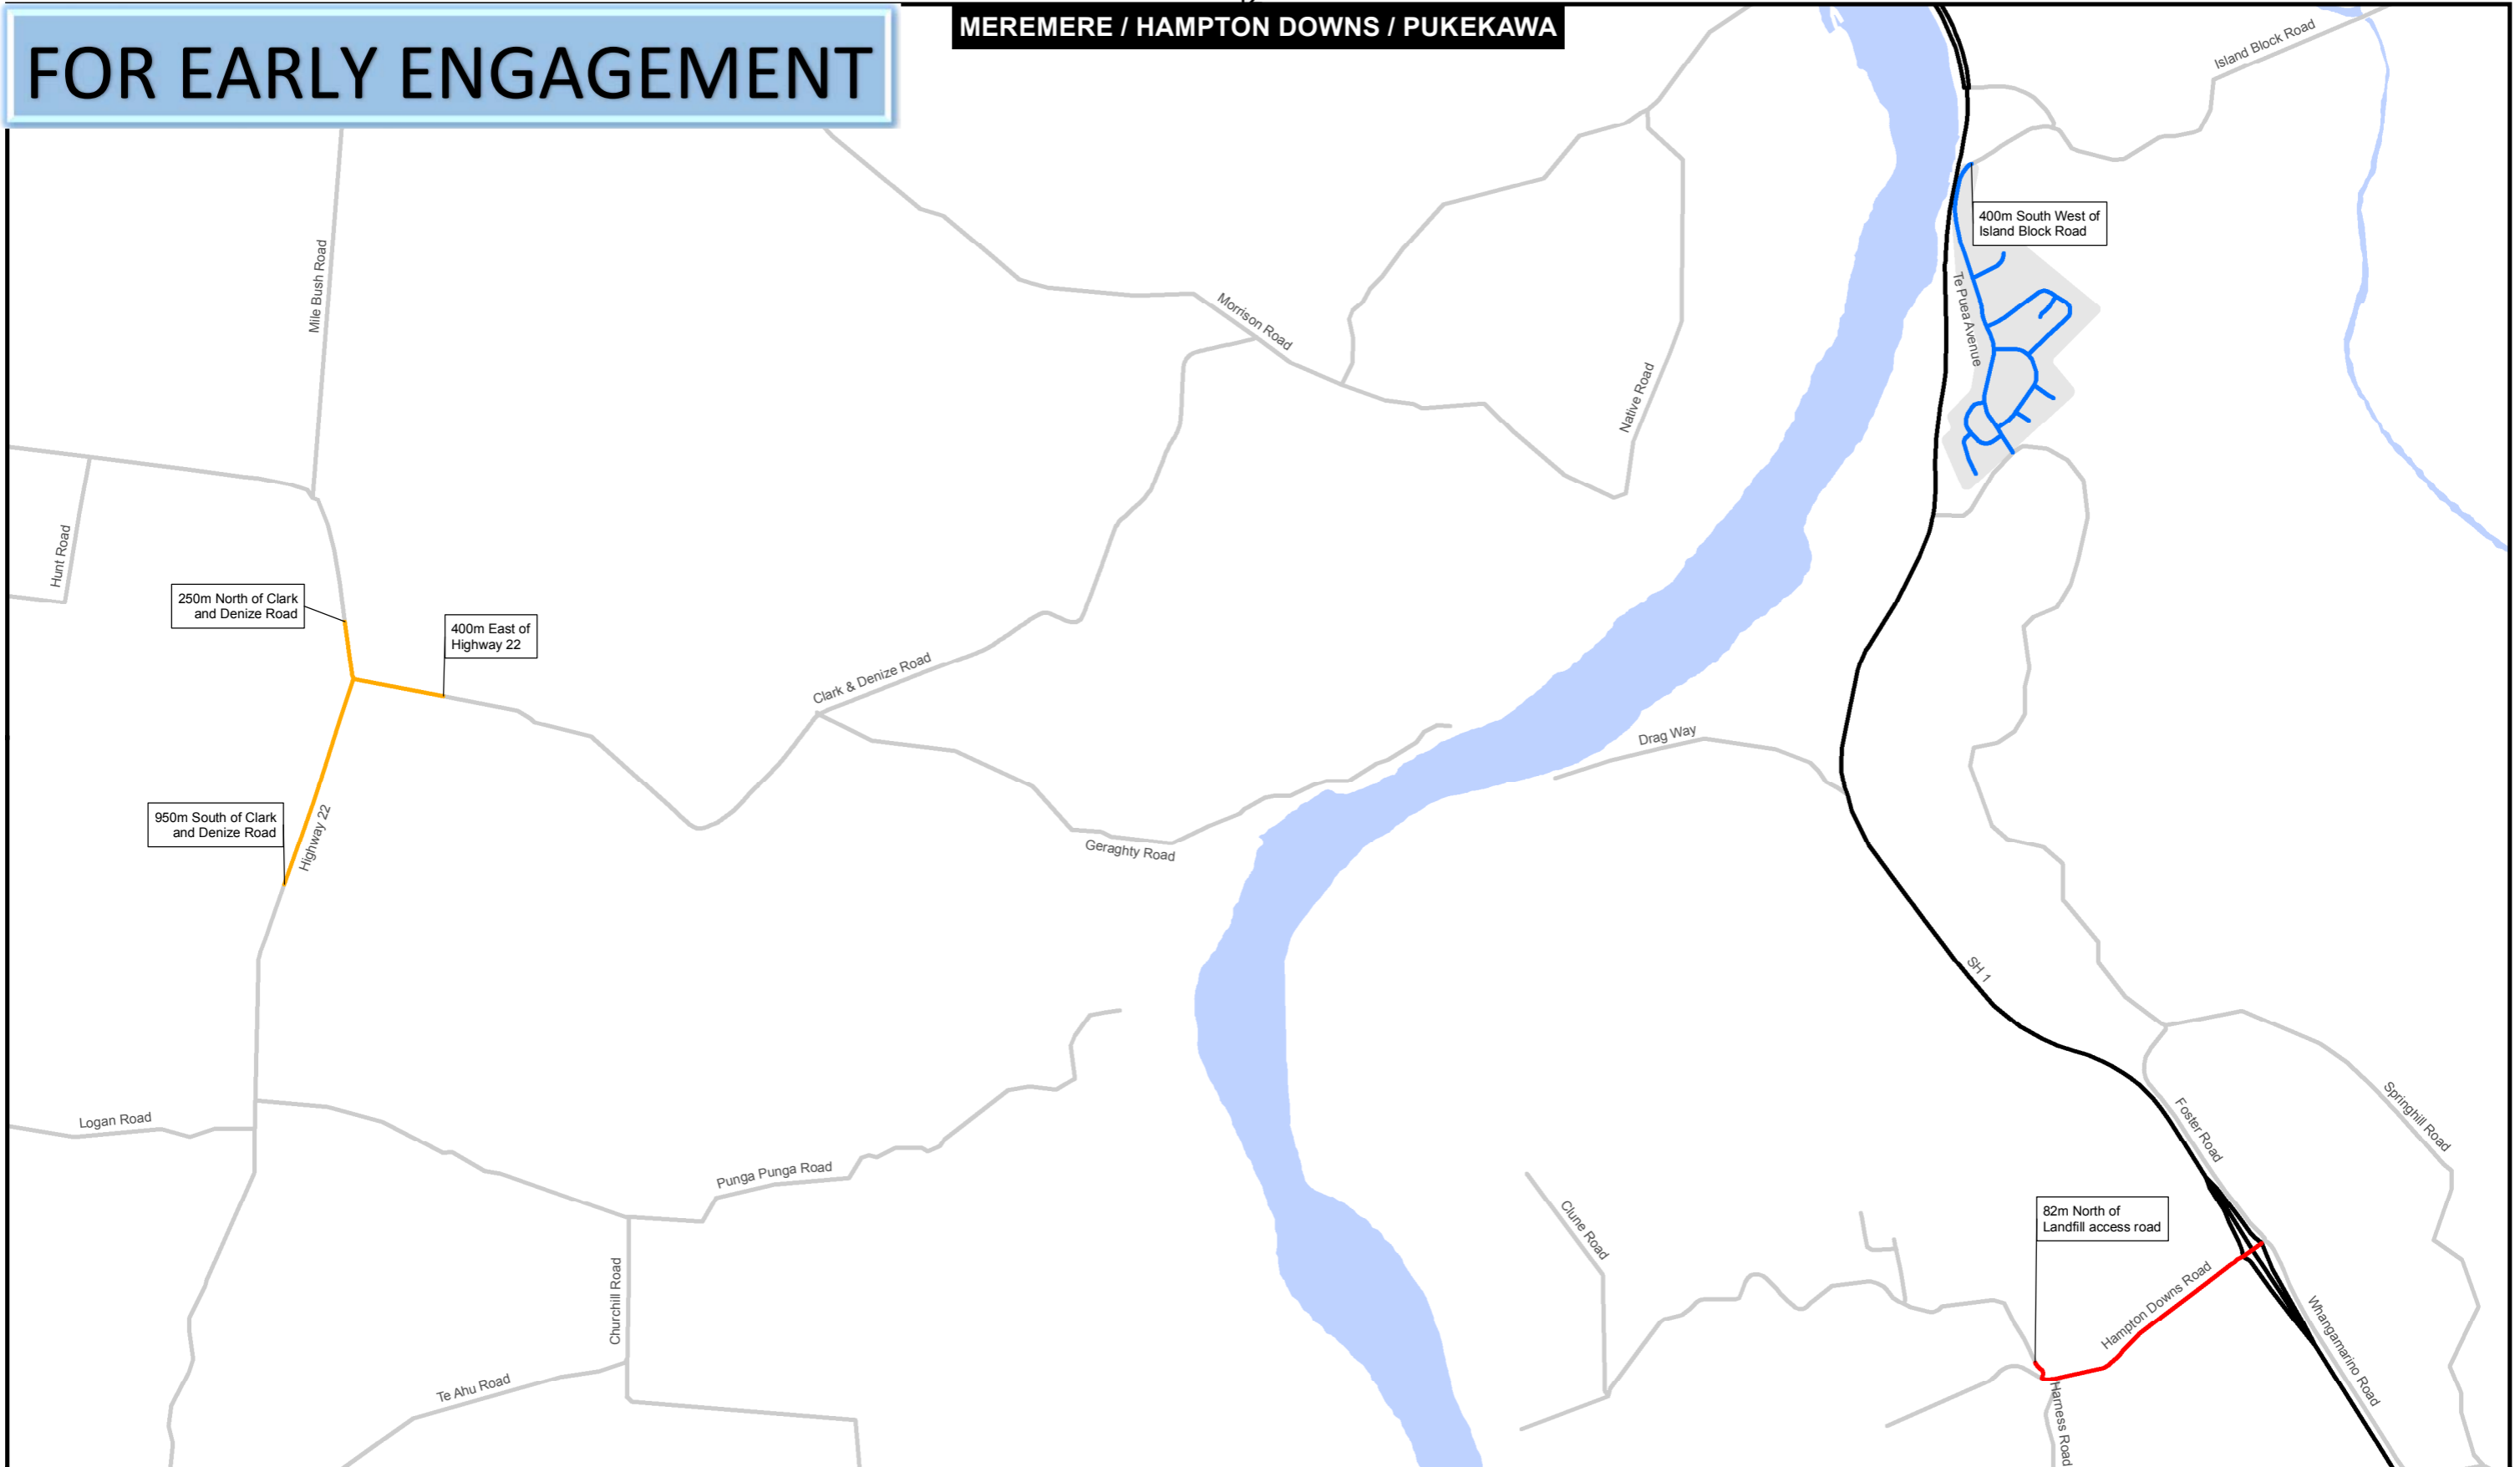 MEREMERE / HAMPTON DOWNS / PUKEKAWA
FOR EARLY ENGAGEMENT
Island Block Road
400m South West of
Island Block Road
Mile Bush Road
Te Puea Avenue
Morrison Road
Native Road
Hunt Road
250m North of Clark
and Denize Road
400m East of
Highway 22
Clark & Denize Road
Drag Way
950m South of Clark
and Denize Road
Highway 22
Geraghty Road
SH 1
Logan Road
Foster Road
Springhill Road
Punga Punga Road
82m North of
Landfill access road
Clune Road
Churchill Road
Hampton Downs Road
Whangamarino Road
Te Ahu Road
Harness Road